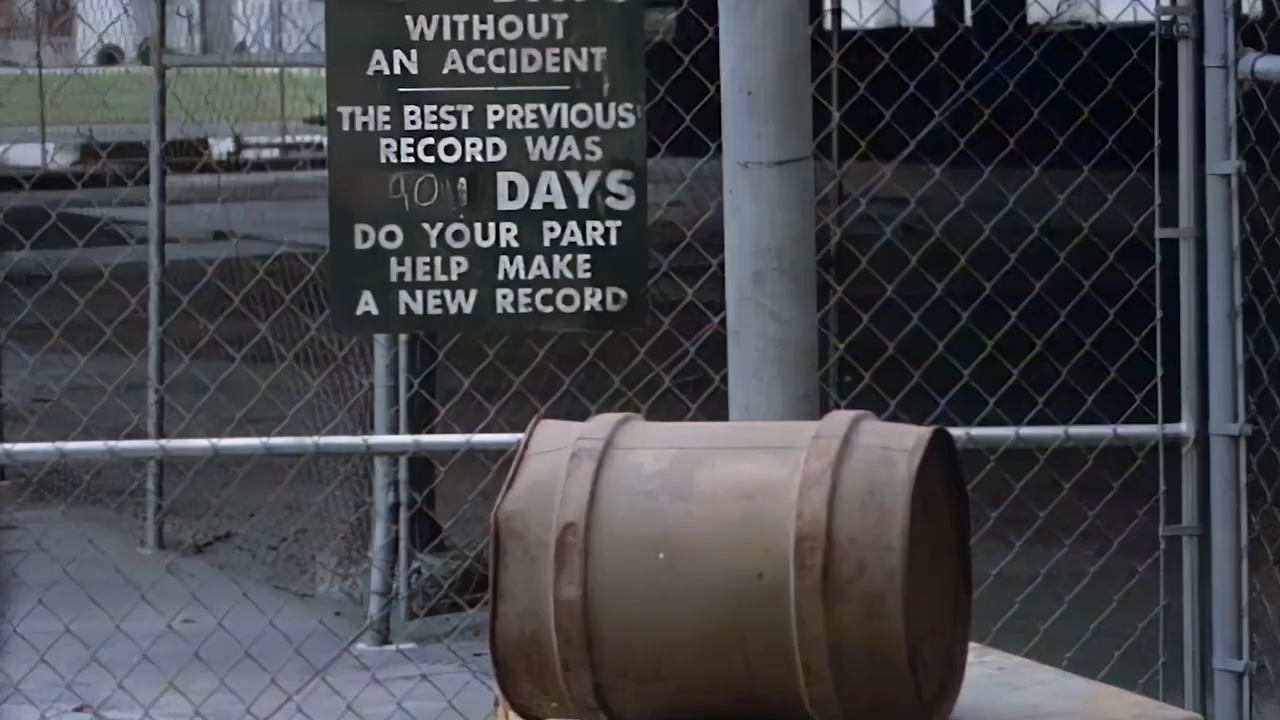 WITHOUT
AN ACCIDENT
THE BEST PREVIOUS
RECORD WAS
DAYS
DO YOUR PART
HELP MAKE
A NEW RECORD